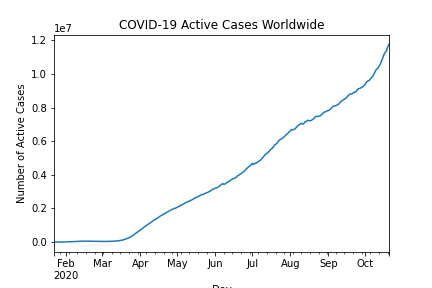 COVID-19 Active Cases Worldwide
1e7
1.2
1.0
0.8
0.6
0.4
0.2
0.0
Number of Active Cases
Feb Mar Apr May Jun Jul Aug Sep Oct
2020